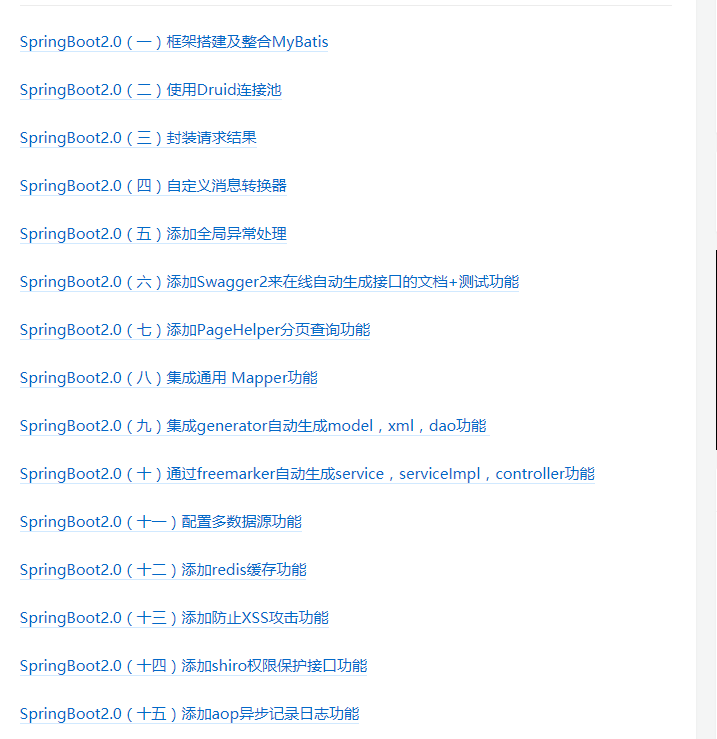 SpringBoot2.0（一）框架搭建及整合MyBatis
SpringBoot2.0（二）使用Druid连接池
SpringBoot2.0（三）封装请求结果
SpringBoot2.0（四）自定义消息转换器
SpringBoot2.0（五）添加全局异常处理
SpringBoot2.0（六）添加Swagger2来在线自动生成接口的文档+测试功能
SpringBoot2.0（七）添加PageHelper分页查询功能
SpringBoot2.0（八）集成通用 Mapper功能
SpringBoot2.0（九）集成generator自动生成model，xml，dao功能
SpringBoot2.0（十）通过freemarker自动生成service，serviceImpl，controller功能
SpringBoot2.0（十一）配置多数据源功能
SpringBoot2.0（十二）添加redis缓存功能
SpringBoot2.0（十三）添加防止XSS攻击功能
SpringBoot2.0（十四）添加shiro权限保护接口功能
SpringBoot2.0（十五）添加aop异步记录日志功能